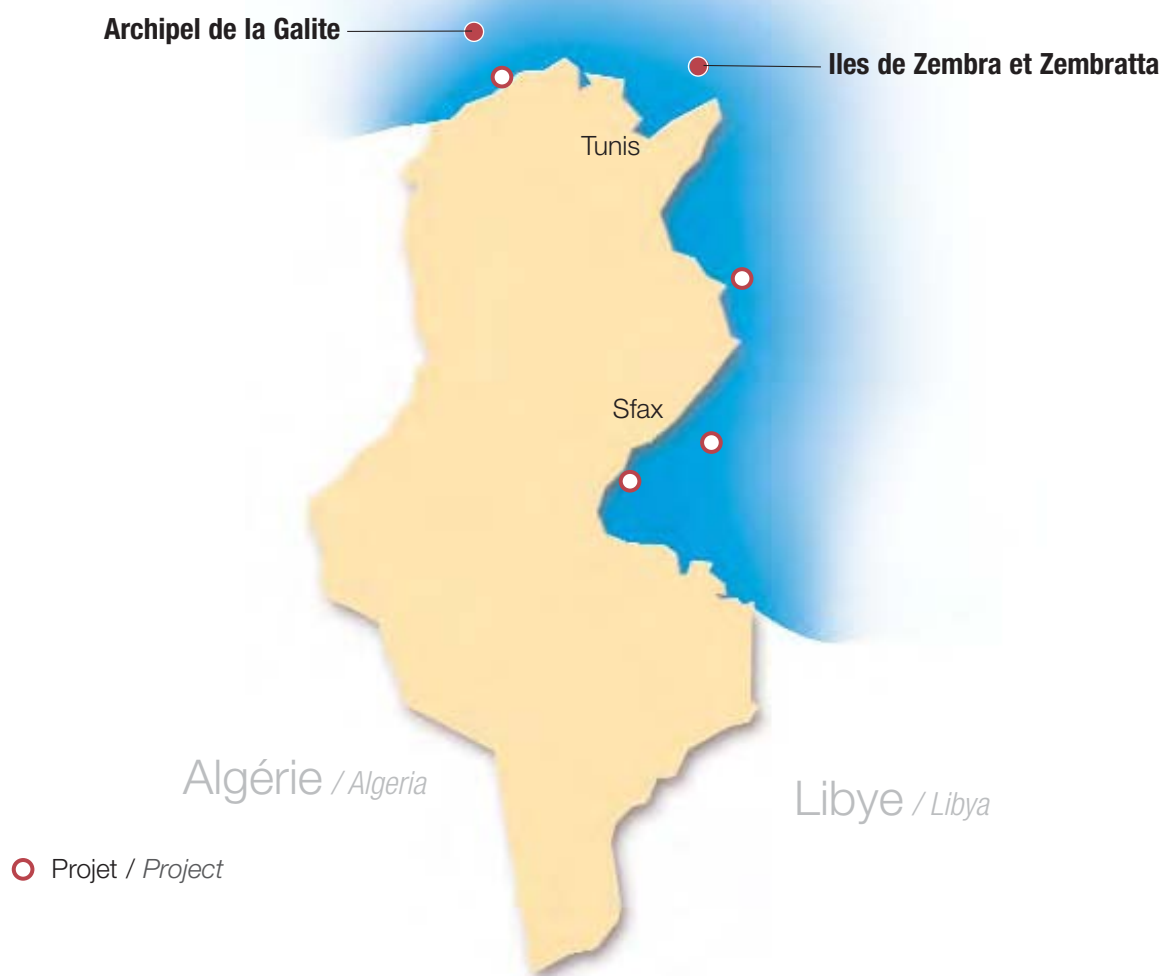 Archipel de la Galite
Iles de Zembra et Zembratta
Tunis
Sfax
Algérie / Algeria
Libye / Libya
Projet / Project